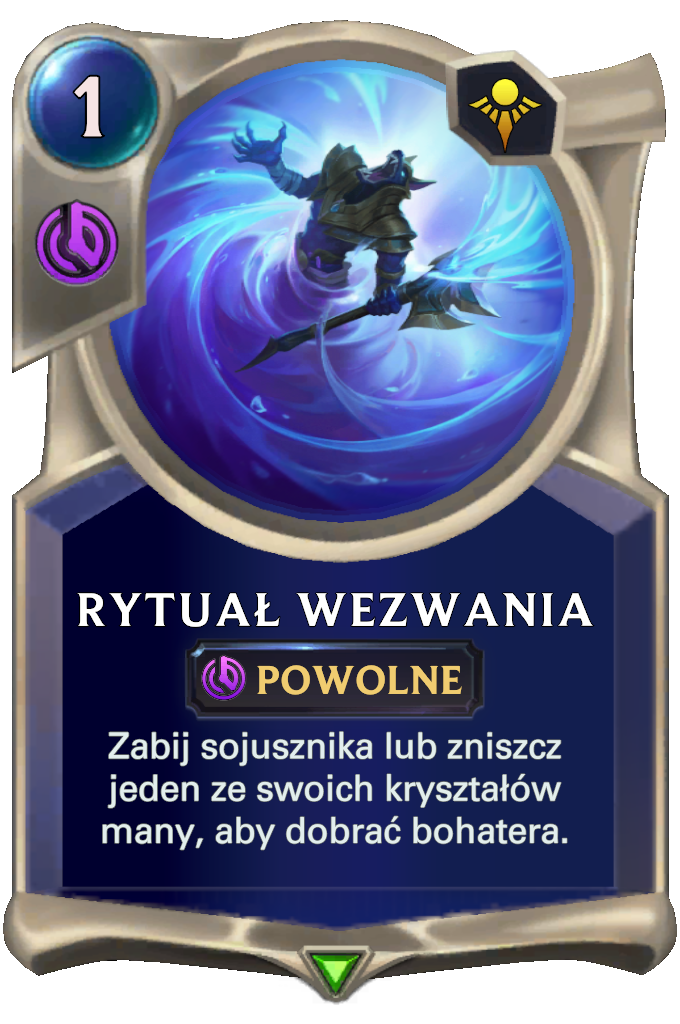 1
RYTUAŁ WEZWANIA
POWOLNE
Zabij sojusznika lub zniszcz
jeden ze swoich kryształów
many, aby dobrać bohatera.